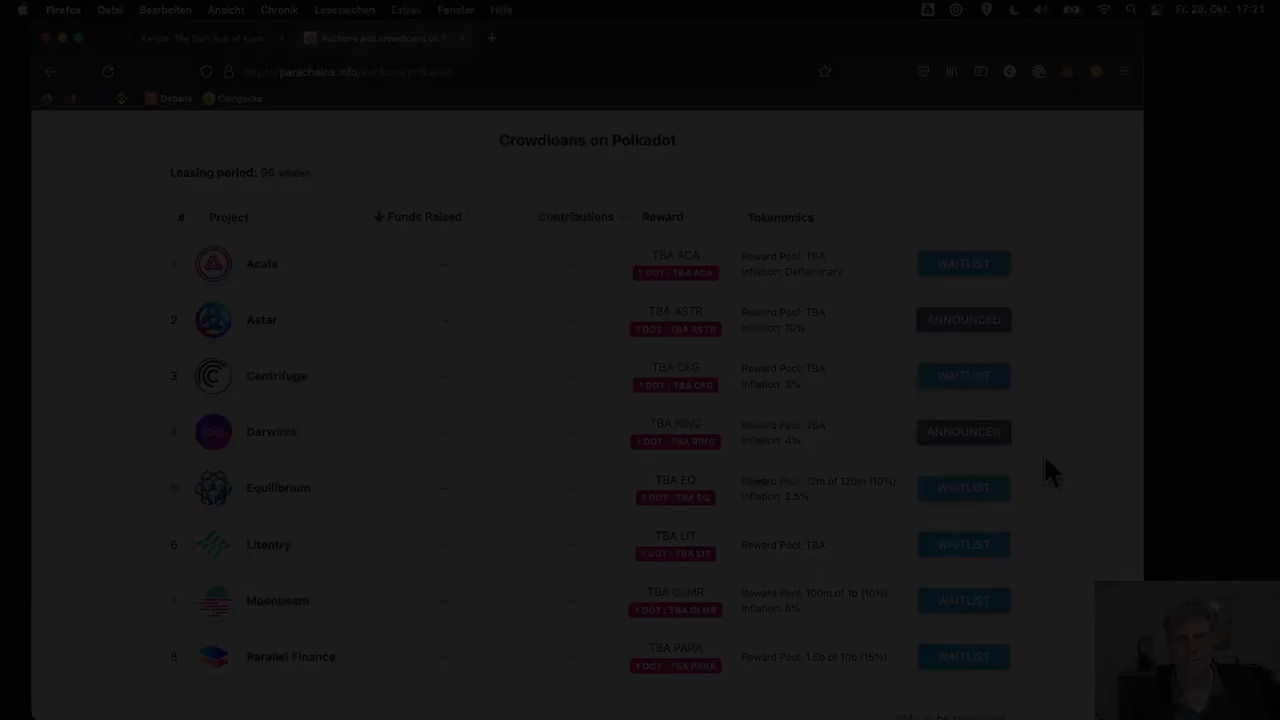 Firefox Datei Bearbeiten Ansicht Chronik Lesezeichen Extras Fenster Hilfe Fr. 29. Okt. 17:21
Karura: The DeFi hub of Kusa Auctions and crowdloans on P
https://parachains.info/auctions/polkadot
Debank Coingecko
Crowdloans on Polkadot
Leasing period: 96 weeks
# Project Funds Raised Contributions Reward Tokenomics
1 Acala — — TBA ACA 1 DOT : TBA ACA Reward Pool: TBA Inflation: Deflationary WAITLIST
2 Astar — — TBA ASTR 1 DOT : TBA ASTR Reward Pool: TBA Inflation: 10% ANNOUNCED
3 Centrifuge — — TBA CFG 1 DOT : TBA CFG Reward Pool: TBA Inflation: 3% WAITLIST
4 Darwinia — — TBA RING 1 DOT : TBA RING Reward Pool: TBA Inflation: 4% ANNOUNCED
5 Equilibrium — — TBA EQ 1 DOT : TBA EQ Reward Pool: 12m of 120m (10%) Inflation: 2.5% WAITLIST
6 Litentry — — TBA LIT 1 DOT : TBA LIT Reward Pool: TBA WAITLIST
7 Moonbeam — — TBA GLMR 1 DOT : TBA GLMR Reward Pool: 100m of 1b (10%) Inflation: 5% WAITLIST
8 Parallel Finance — — TBA PARA 1 DOT : TBA PARA Reward Pool: 1.5b of 10b (15%) WAITLIST